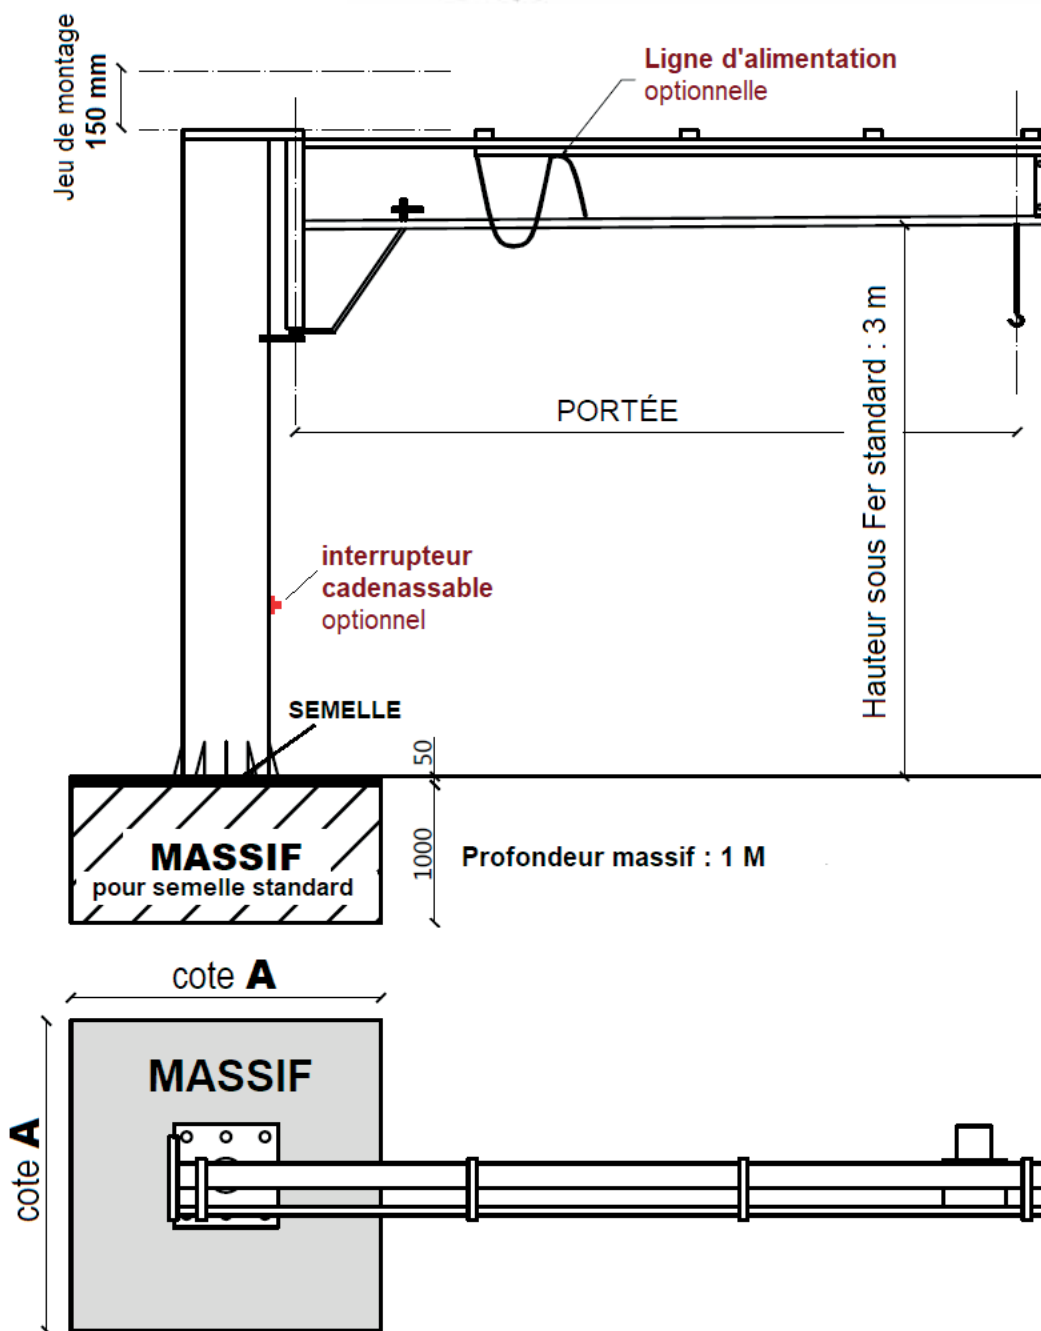 Jeu de montage
150 mm
Ligne d'alimentation
optionnelle
PORTÉE
Hauteur sous Fer standard : 3 m
interrupteur
cadenassable
optionnel
SEMELLE
50
1000
MASSIF
pour semelle standard
Profondeur massif : 1 M
cote A
cote A
MASSIF